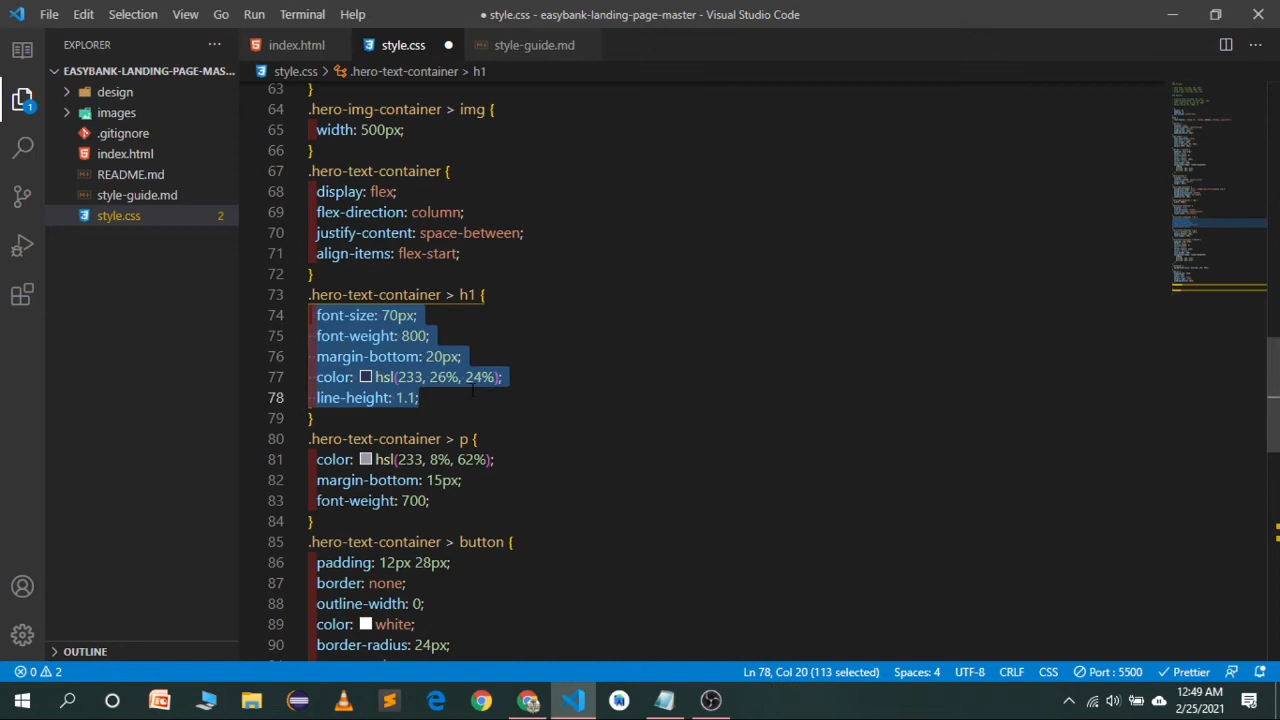 File Edit Selection View Go Run Terminal Help
● style.css - easybank-landing-page-master - Visual Studio Code
EXPLORER
index.html
style.css
style-guide.md
EASYBANK-LANDING-PAGE-MAS...
style.css > .hero-text-container > h1
design
images
.gitignore
index.html
README.md
style-guide.md
style.css 2
1
63 }
64 .hero-img-container > img {
65 width: 500px;
66 }
67 .hero-text-container {
68 display: flex;
69 flex-direction: column;
70 justify-content: space-between;
71 align-items: flex-start;
72 }
73 .hero-text-container > h1 {
74 font-size: 70px;
75 font-weight: 800;
76 margin-bottom: 20px;
77 color: hsl(233, 26%, 24%);
78 line-height: 1.1;
79 }
80 .hero-text-container > p {
81 color: hsl(233, 8%, 62%);
82 margin-bottom: 15px;
83 font-weight: 700;
84 }
85 .hero-text-container > button {
86 padding: 12px 28px;
87 border: none;
88 outline-width: 0;
89 color: white;
90 border-radius: 24px;
OUTLINE
0 2
Ln 78, Col 20 (113 selected) Spaces: 4 UTF-8 CRLF CSS Port : 5500 Prettier
12:49 AM
2/25/2021